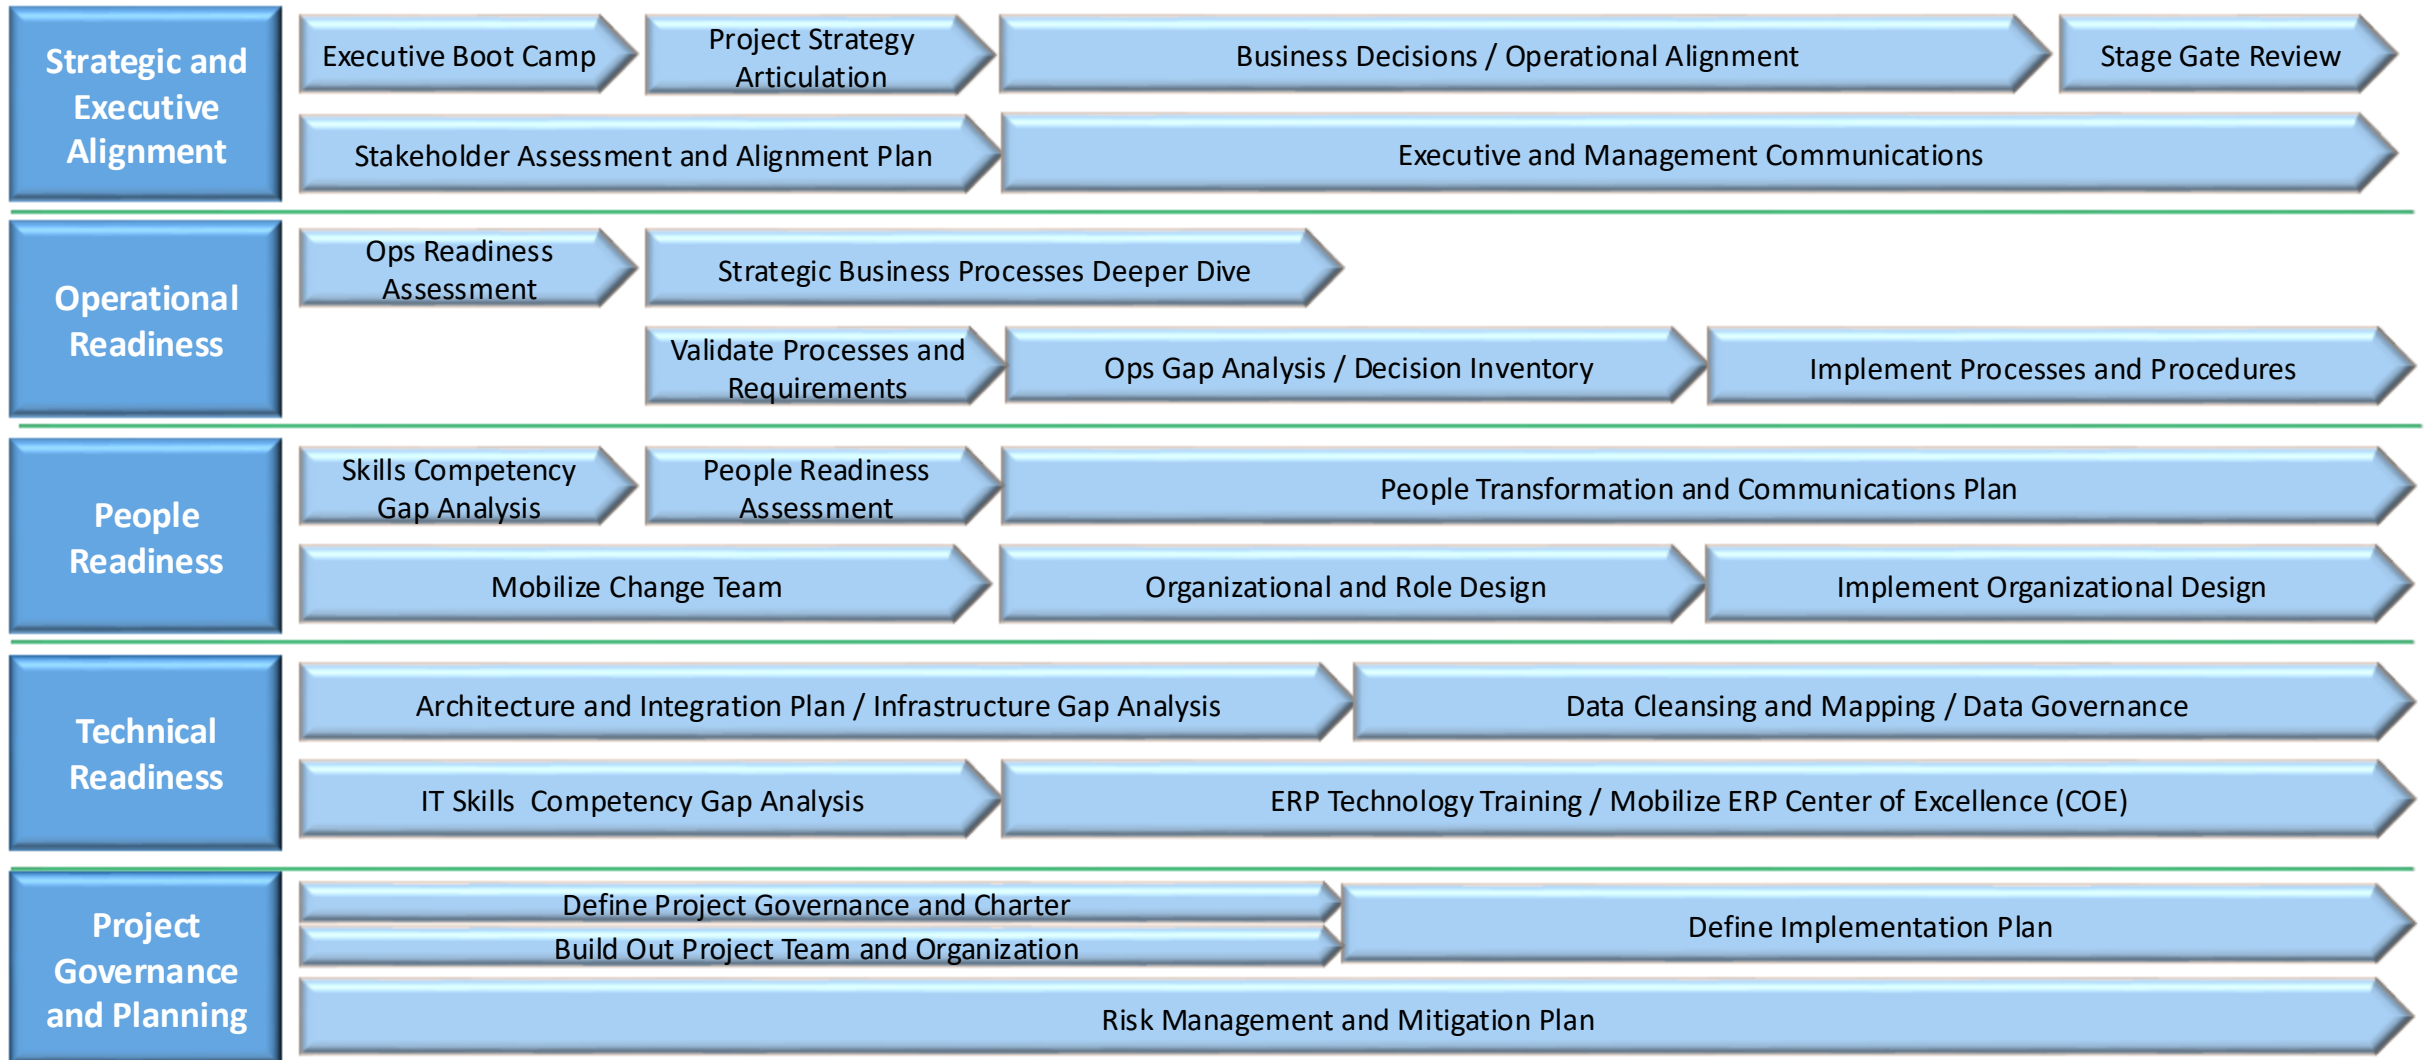 Strategic and
Executive
Alignment
Executive Boot Camp
Project Strategy
Articulation
Business Decisions / Operational Alignment
Stage Gate Review
Stakeholder Assessment and Alignment Plan
Executive and Management Communications
Operational
Readiness
Ops Readiness
Assessment
Strategic Business Processes Deeper Dive
Validate Processes and
Requirements
Ops Gap Analysis / Decision Inventory
Implement Processes and Procedures
People
Readiness
Skills Competency
Gap Analysis
People Readiness
Assessment
People Transformation and Communications Plan
Mobilize Change Team
Organizational and Role Design
Implement Organizational Design
Technical
Readiness
Architecture and Integration Plan / Infrastructure Gap Analysis
Data Cleansing and Mapping / Data Governance
IT Skills  Competency Gap Analysis
ERP Technology Training / Mobilize ERP Center of Excellence (COE)
Project
Governance
and Planning
Define Project Governance and Charter
Build Out Project Team and Organization
Define Implementation Plan
Risk Management and Mitigation Plan